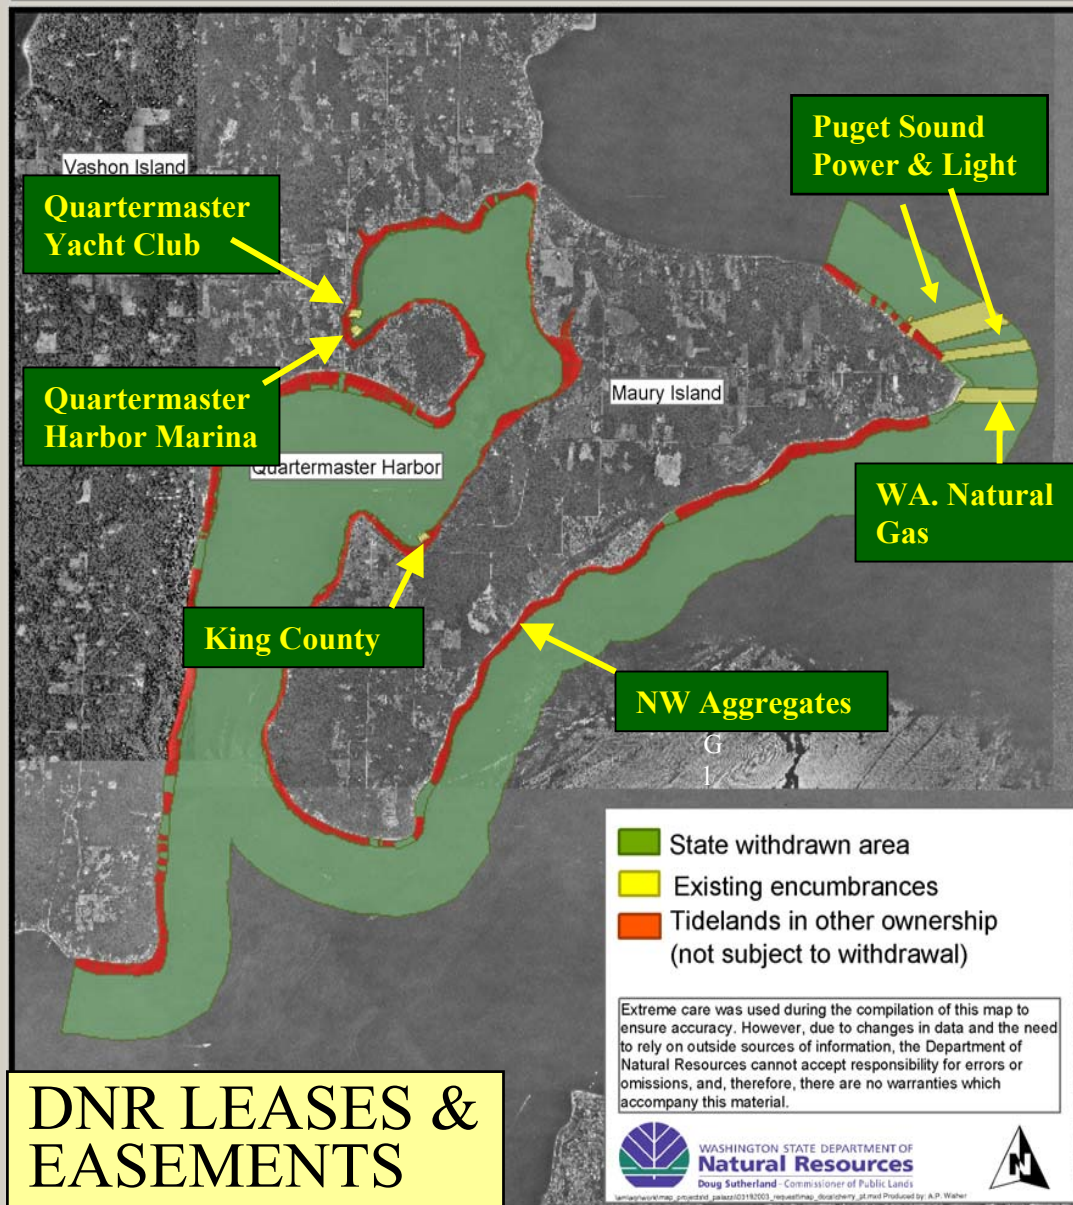 Vashon Island
Quartermaster
Yacht Club
Puget Sound
Power & Light
Quartermaster
Harbor Marina
Maury Island
Quartermaster Harbor
WA. Natural
Gas
King County
NW Aggregates
G
l
State withdrawn area
Existing encumbrances
Tidelands in other ownership
(not subject to withdrawal)
Extreme care was used during the compilation of this map to
ensure accuracy. However, due to changes in data and the need
to rely on outside sources of information, the Department of
Natural Resources cannot accept responsibility for errors or
omissions, and, therefore, there are no warranties which
accompany this material.
WASHINGTON STATE DEPARTMENT OF
Natural Resources
Doug Sutherland - Commissioner of Public Lands
N
Produced by: A.P. Wisher
DNR LEASES &
EASEMENTS